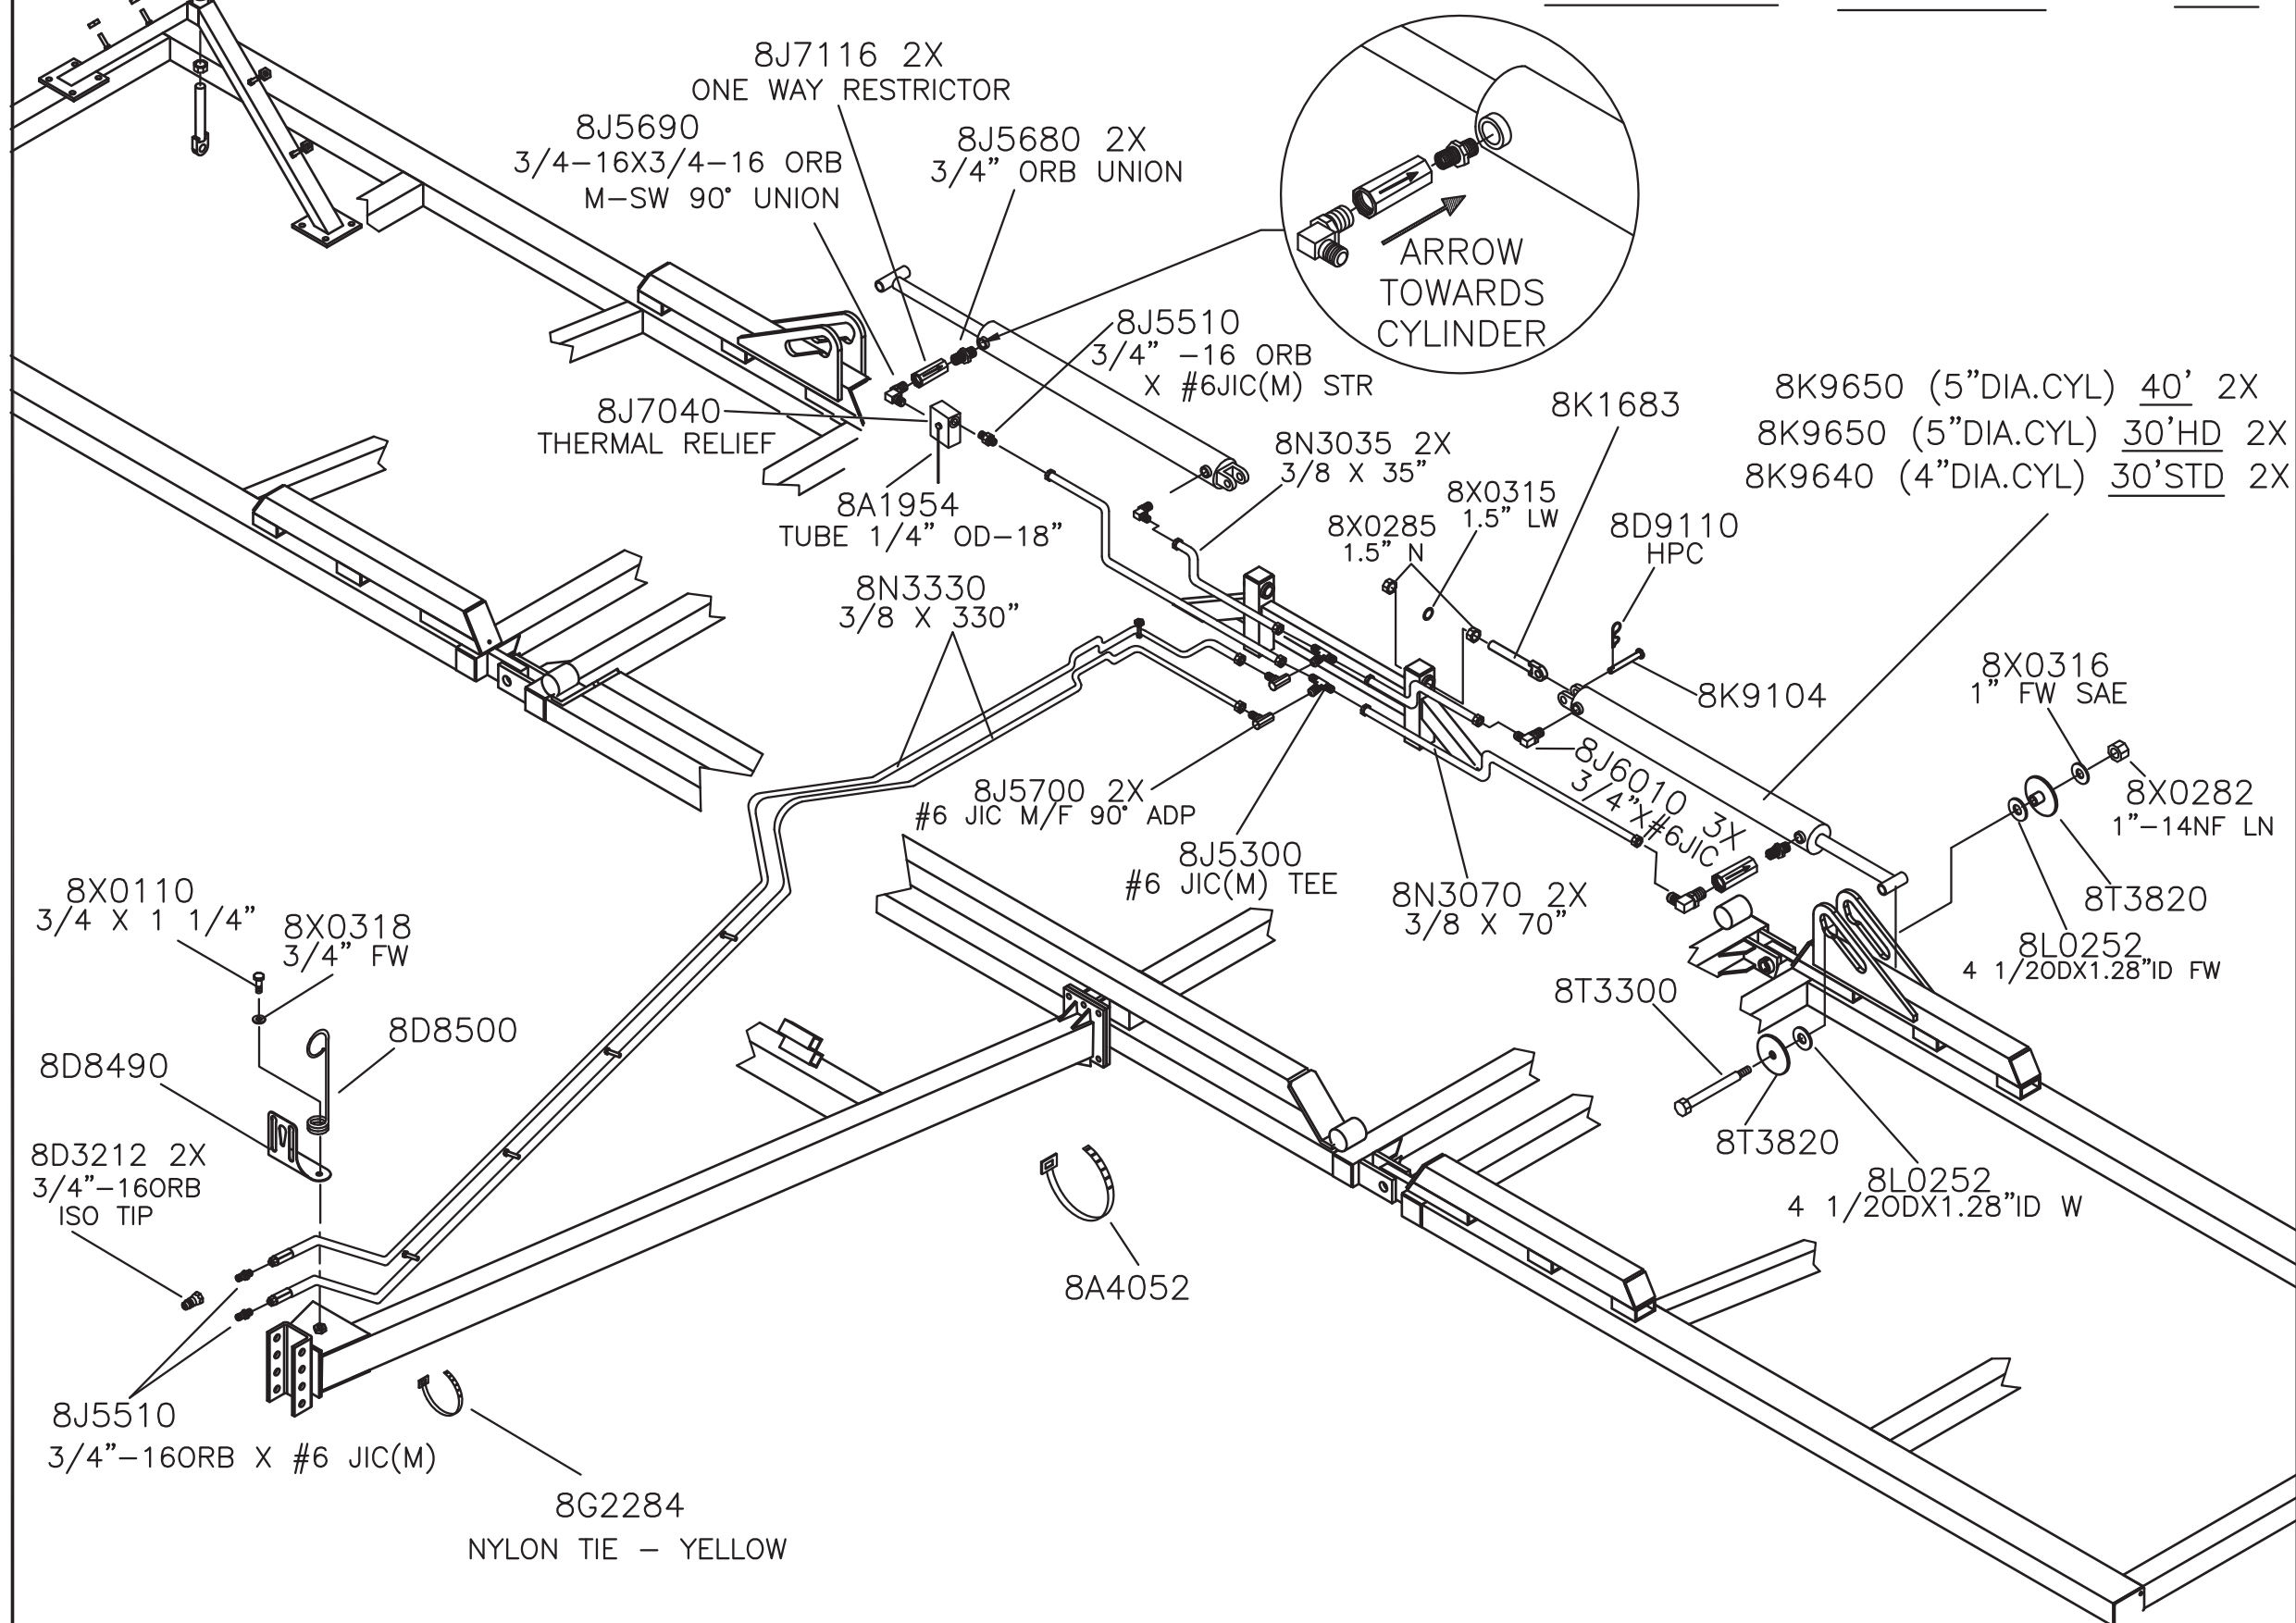 8J7116 2X
ONE WAY RESTRICTOR
8J5690
3/4-16X3/4-16 ORB
M-SW 90° UNION
8J5680 2X
3/4" ORB UNION
ARROW
TOWARDS
CYLINDER
8J5510
3/4" -16 ORB
X #6JIC(M) STR
8J7040
THERMAL RELIEF
8A1954
TUBE 1/4" OD-18"
8K9650 (5"DIA.CYL) 40' 2X
8K9650 (5"DIA.CYL) 30'HD 2X
8K9640 (4"DIA.CYL) 30'STD 2X
8K1683
8N3035 2X
3/8 X 35"
8X0315
1.5" LW
8X0285
1.5" N
8D9110
HPC
8N3330
3/8 X 330"
8K9104
8X0316
1" FW SAE
8X0282
1"-14NF LN
8J6010 3X
3/4"X#6JIC
8J5700 2X
#6 JIC M/F 90° ADP
8J5300
#6 JIC(M) TEE
8N3070 2X
3/8 X 70"
8T3820
8L0252
4 1/2ODX1.28"ID FW
8X0110
3/4 X 1 1/4"
8X0318
3/4" FW
8D8500
8D8490
8T3300
8T3820
8L0252
4 1/2ODX1.28"ID W
8D3212 2X
3/4"-16ORB
ISO TIP
8A4052
8J5510
3/4"-16ORB X #6 JIC(M)
8G2284
NYLON TIE - YELLOW